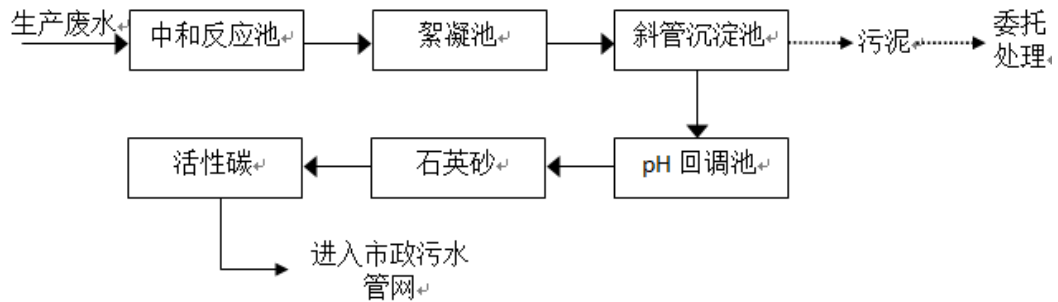 生产废水
中和反应池
絮凝池
斜管沉淀池
污泥
委托
处理
活性碳
石英砂
pH 回调池
进入市政污水
管网